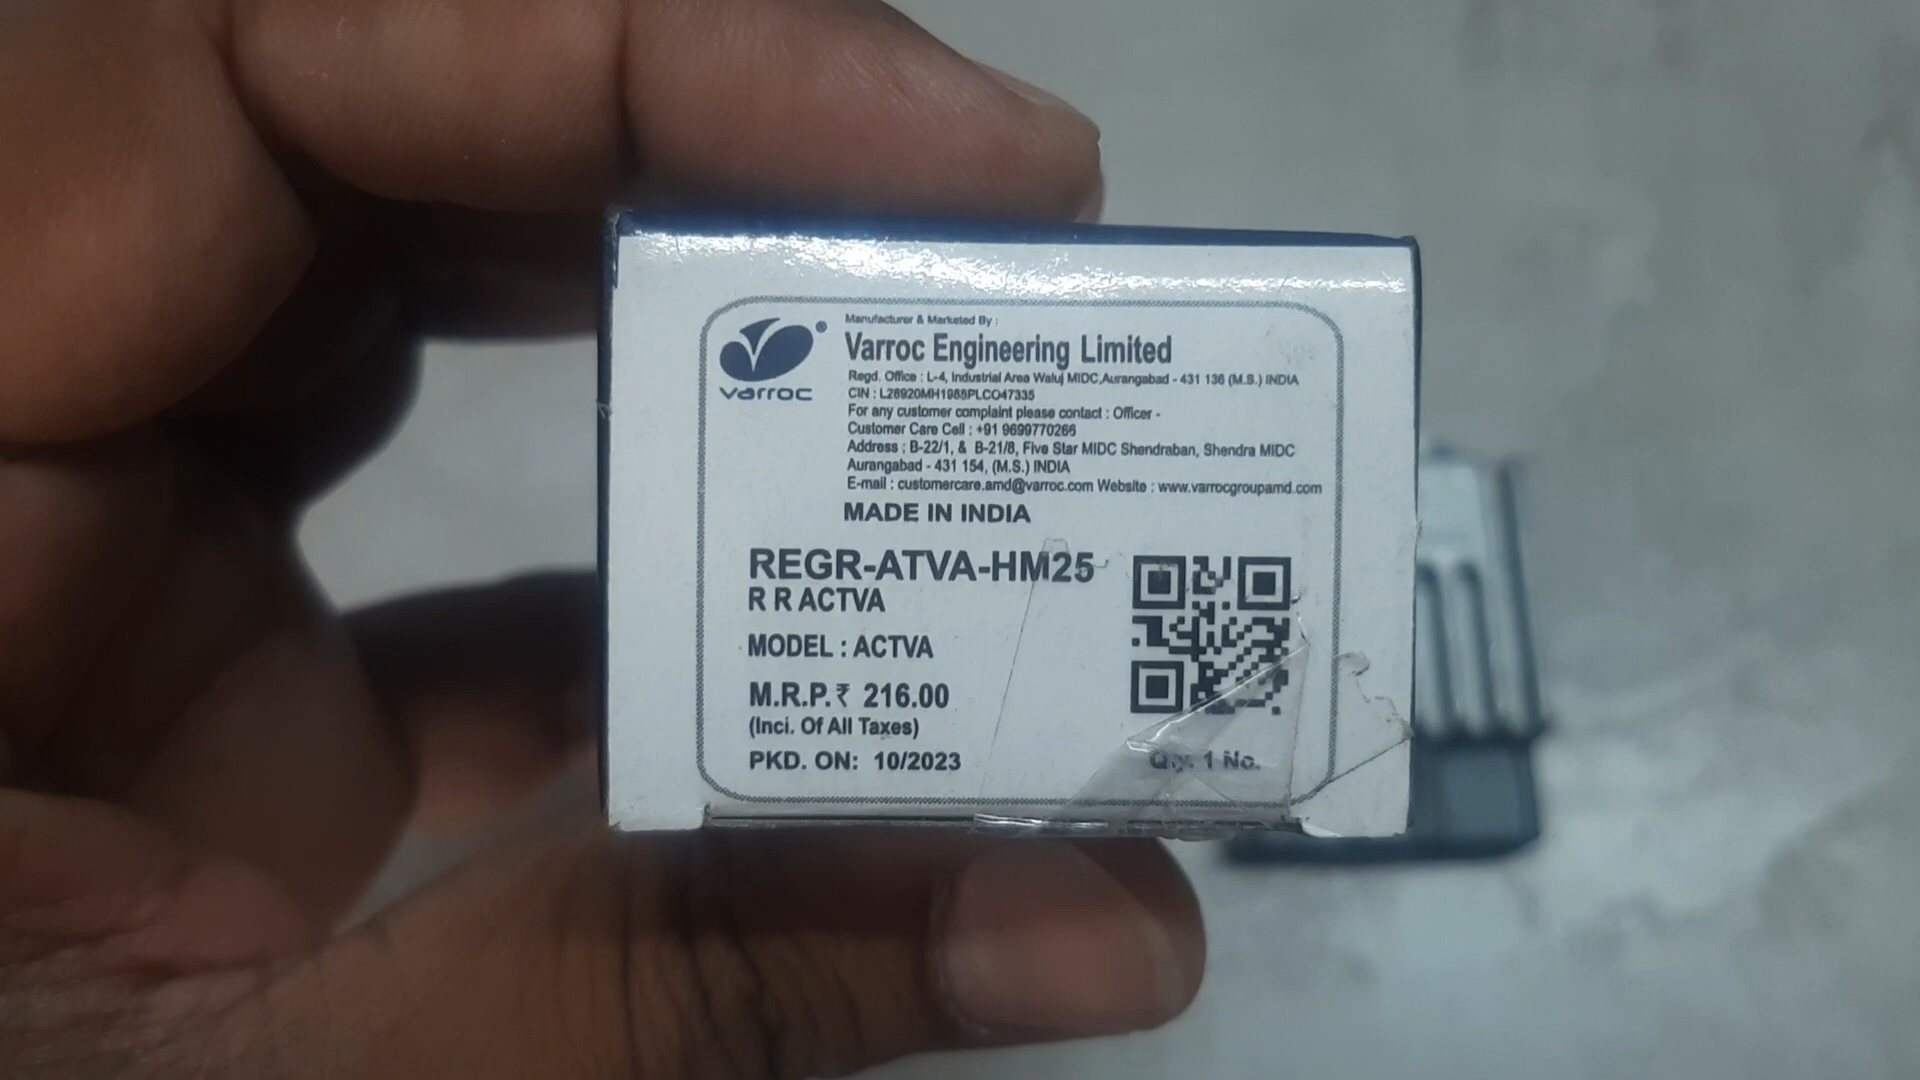 varroc
®
Manufacturer & Marketed By :
Varroc Engineering Limited
Regd. Office : L-4, Industrial Area Waluj MIDC,Aurangabad - 431 136 (M.S.) INDIA
CIN : L28920MH1988PLCO47335
For any customer complaint please contact : Officer -
Customer Care Cell : +91 9699770266
Address : B-22/1, & B-21/8, Five Star MIDC Shendraban, Shendra MIDC
Aurangabad - 431 154, (M.S.) INDIA
E-mail : customercare.amd@varroc.com Website : www.varrocgroupamd.com
MADE IN INDIA
REGR-ATVA-HM25
R R ACTVA
MODEL : ACTVA
M.R.P.₹ 216.00
(Incl. Of All Taxes)
PKD. ON: 10/2023
Qty. 1 No.